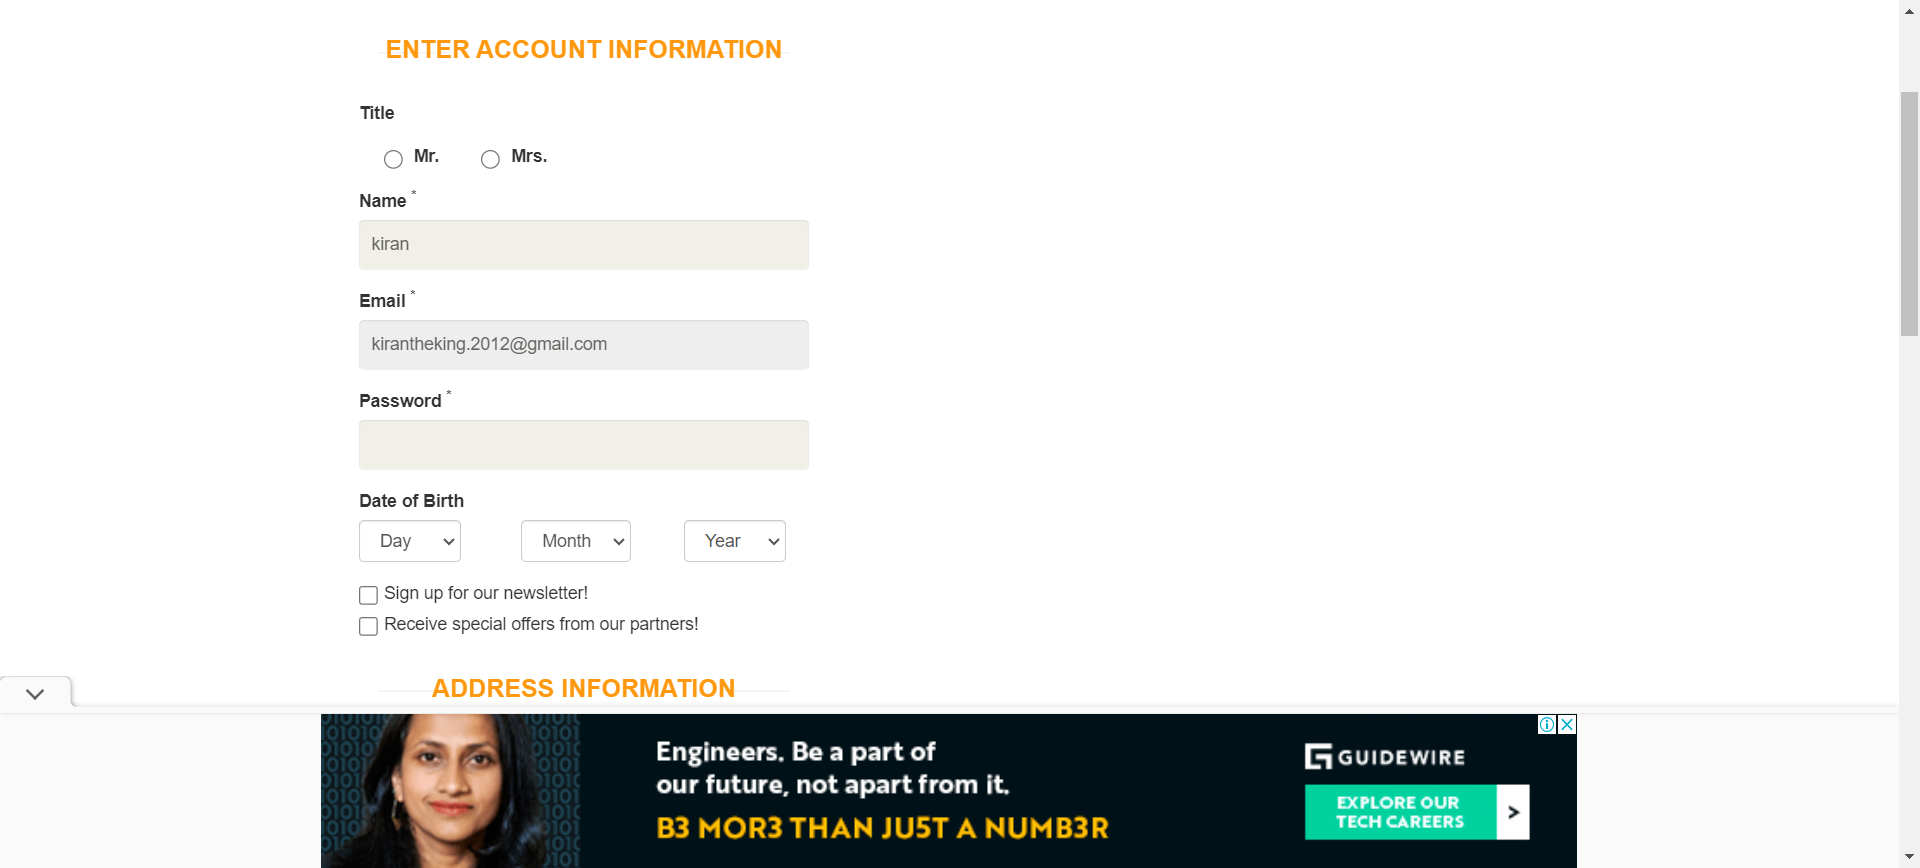 ENTER ACCOUNT INFORMATION
Title
Mr. Mrs.
Name *
kiran
Email *
kirantheking.2012@gmail.com
Password *
Date of Birth
Day Month Year
Sign up for our newsletter!
Receive special offers from our partners!
ADDRESS INFORMATION
Engineers. Be a part of
our future, not apart from it.
B3 MOR3 THAN JU5T A NUMB3R
GUIDEWIRE
EXPLORE OUR
TECH CAREERS >